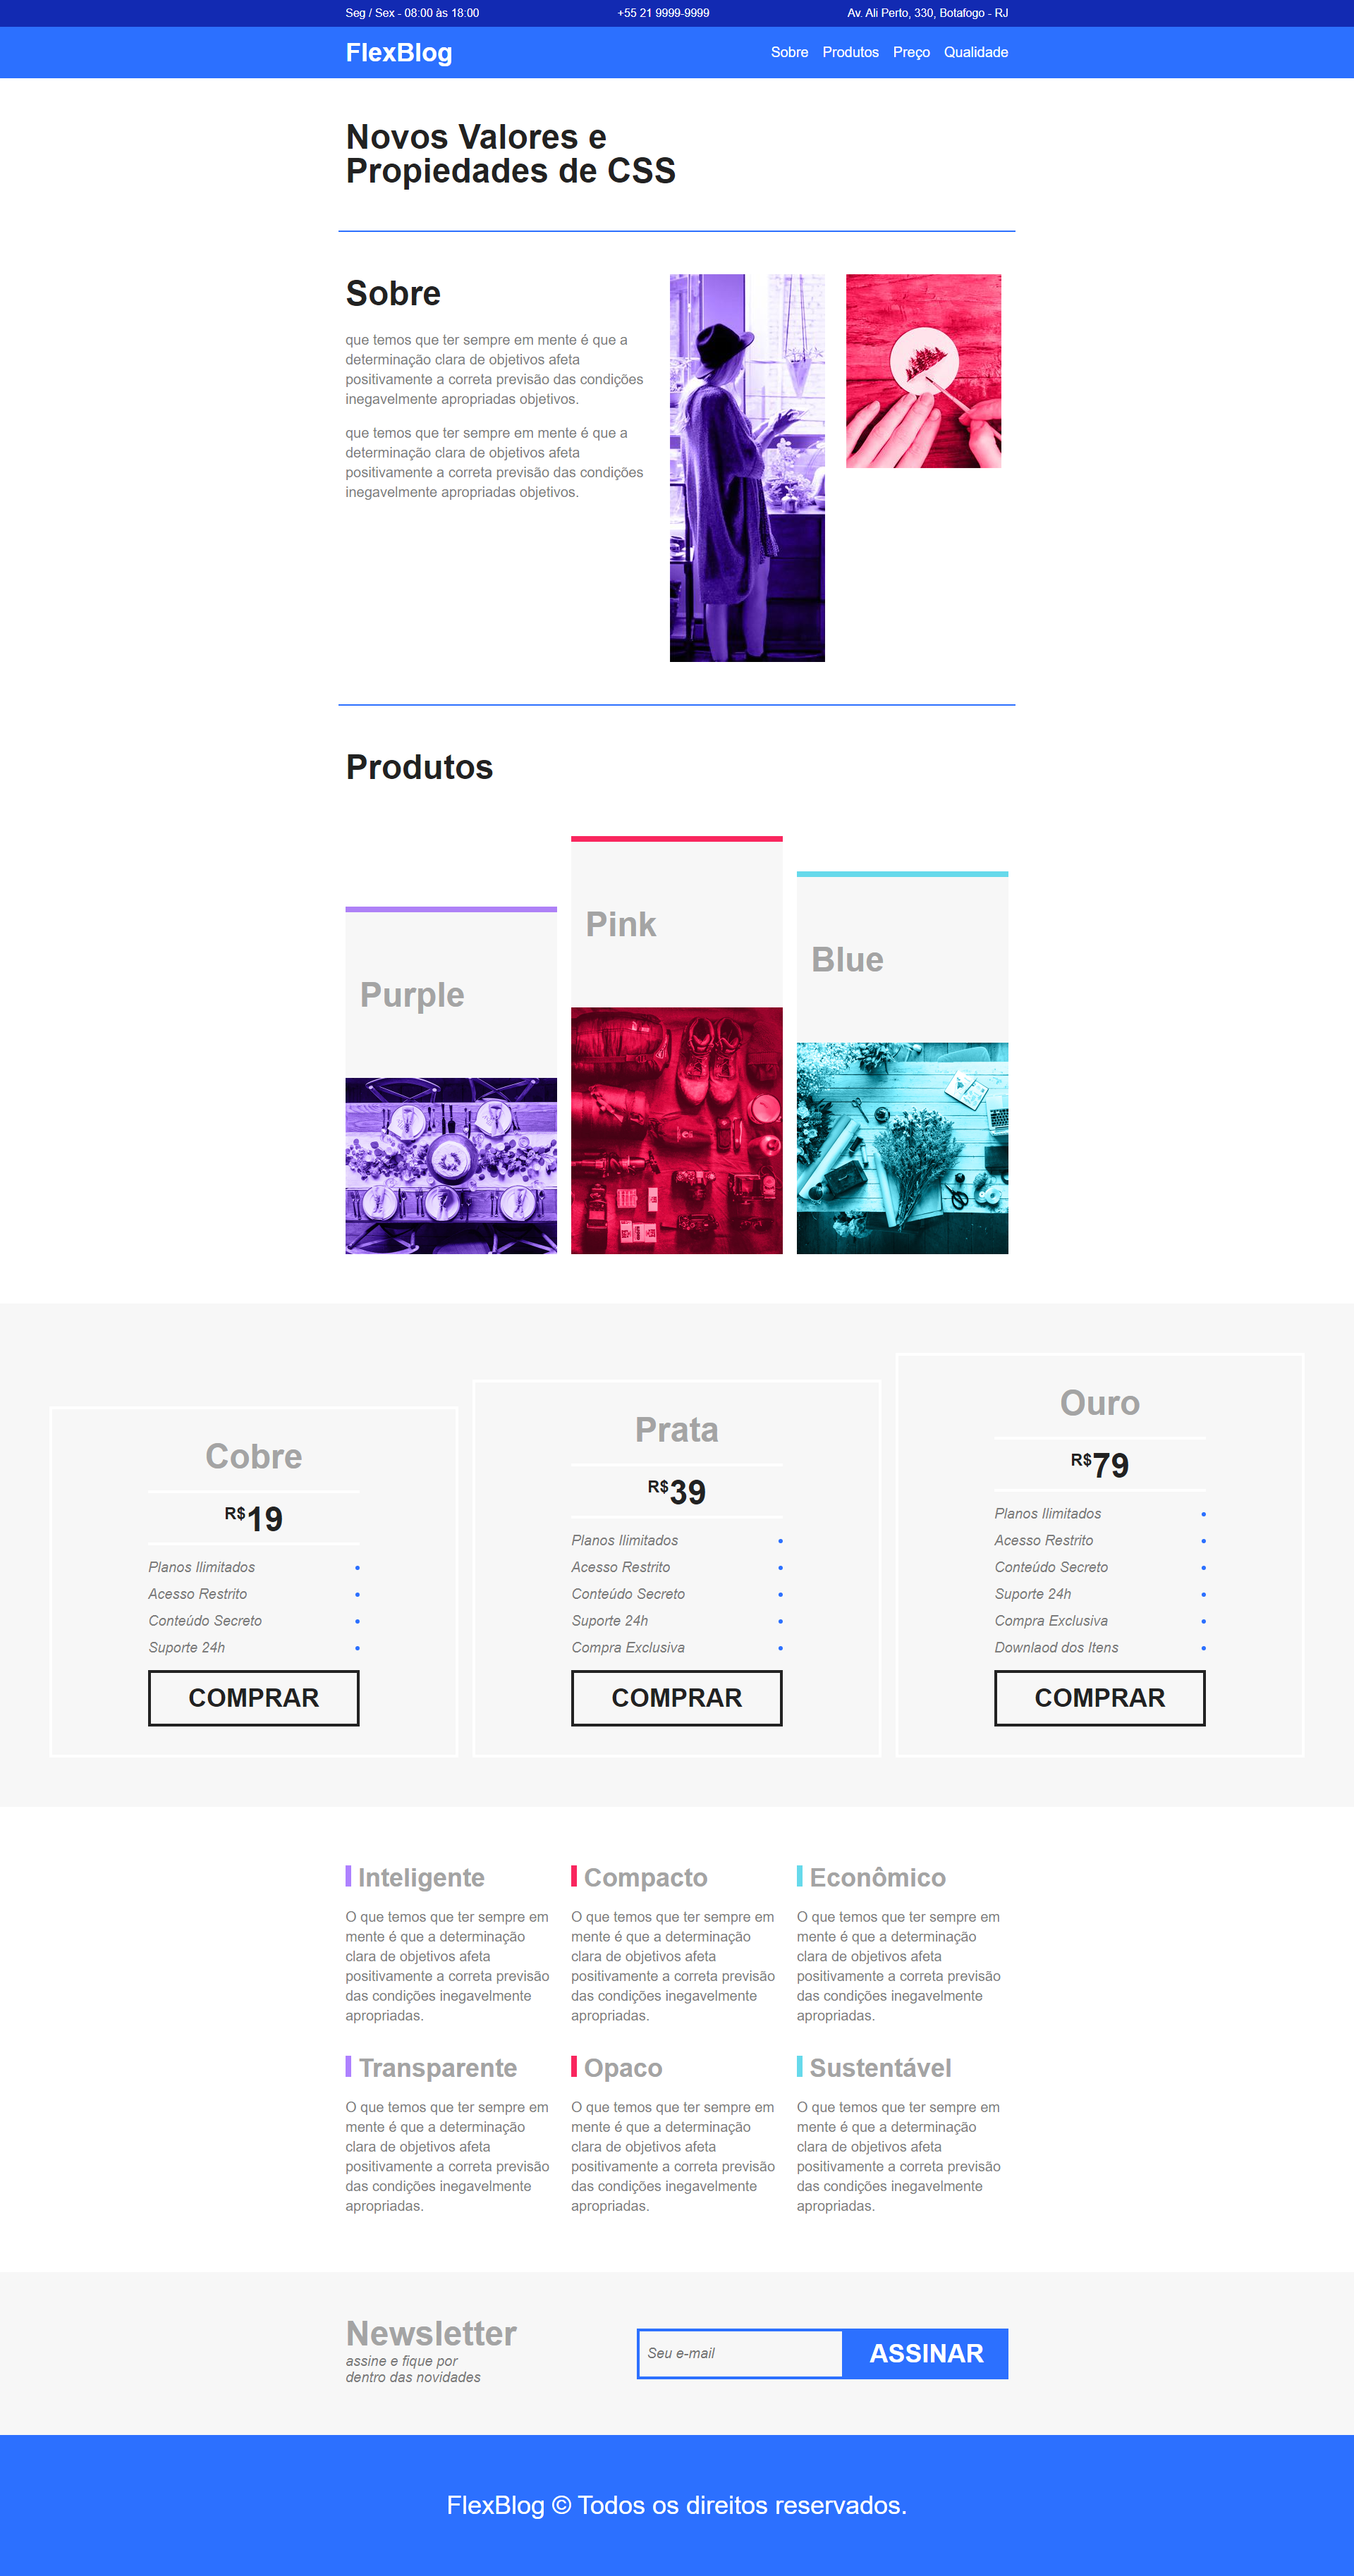 Seg / Sex - 08:00 às 18:00
+55 21 9999-9999
Av. Ali Perto, 330, Botafogo - RJ
FlexBlog
Sobre Produtos Preço Qualidade
Novos Valores e
Propiedades de CSS
Sobre
que temos que ter sempre em mente é que a
determinação clara de objetivos afeta
positivamente a correta previsão das condições
inegavelmente apropriadas objetivos.
que temos que ter sempre em mente é que a
determinação clara de objetivos afeta
positivamente a correta previsão das condições
inegavelmente apropriadas objetivos.
Produtos
Purple
Pink
Blue
Cobre
R$19
Planos Ilimitados
Acesso Restrito
Conteúdo Secreto
Suporte 24h
COMPRAR
Prata
R$39
Planos Ilimitados
Acesso Restrito
Conteúdo Secreto
Suporte 24h
Compra Exclusiva
COMPRAR
Ouro
R$79
Planos Ilimitados
Acesso Restrito
Conteúdo Secreto
Suporte 24h
Compra Exclusiva
Downlaod dos Itens
COMPRAR
Inteligente
O que temos que ter sempre em
mente é que a determinação
clara de objetivos afeta
positivamente a correta previsão
das condições inegavelmente
apropriadas.
Compacto
O que temos que ter sempre em
mente é que a determinação
clara de objetivos afeta
positivamente a correta previsão
das condições inegavelmente
apropriadas.
Econômico
O que temos que ter sempre em
mente é que a determinação
clara de objetivos afeta
positivamente a correta previsão
das condições inegavelmente
apropriadas.
Transparente
O que temos que ter sempre em
mente é que a determinação
clara de objetivos afeta
positivamente a correta previsão
das condições inegavelmente
apropriadas.
Opaco
O que temos que ter sempre em
mente é que a determinação
clara de objetivos afeta
positivamente a correta previsão
das condições inegavelmente
apropriadas.
Sustentável
O que temos que ter sempre em
mente é que a determinação
clara de objetivos afeta
positivamente a correta previsão
das condições inegavelmente
apropriadas.
Newsletter
assine e fique por
dentro das novidades
Seu e-mail
ASSINAR
FlexBlog © Todos os direitos reservados.